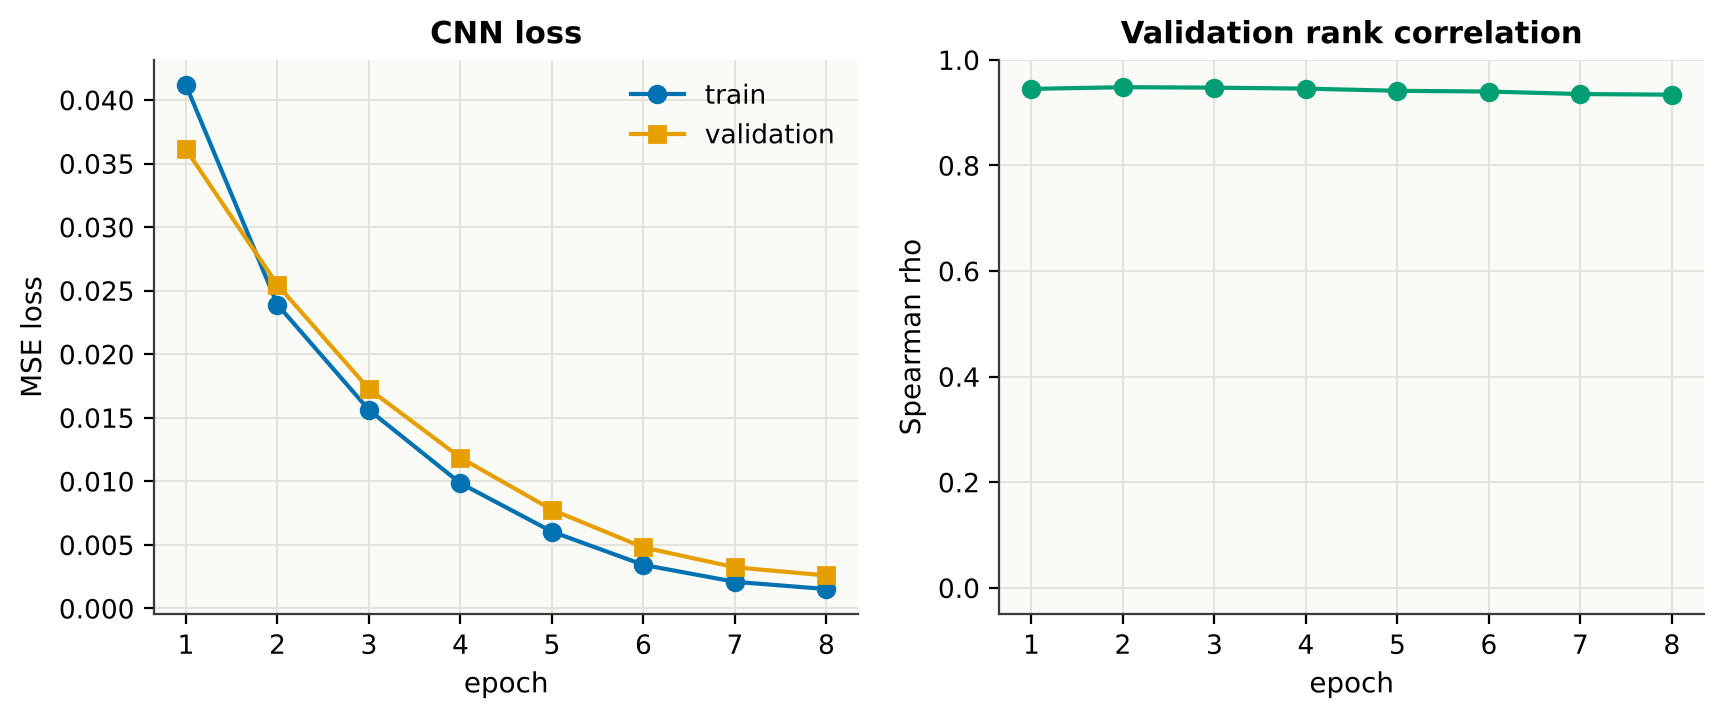 CNN loss
MSE loss
0.040
0.035
0.030
0.025
0.020
0.015
0.010
0.005
0.000
train
validation
1 2 3 4 5 6 7 8
epoch
Validation rank correlation
Spearman rho
1.0
0.8
0.6
0.4
0.2
0.0
1 2 3 4 5 6 7 8
epoch